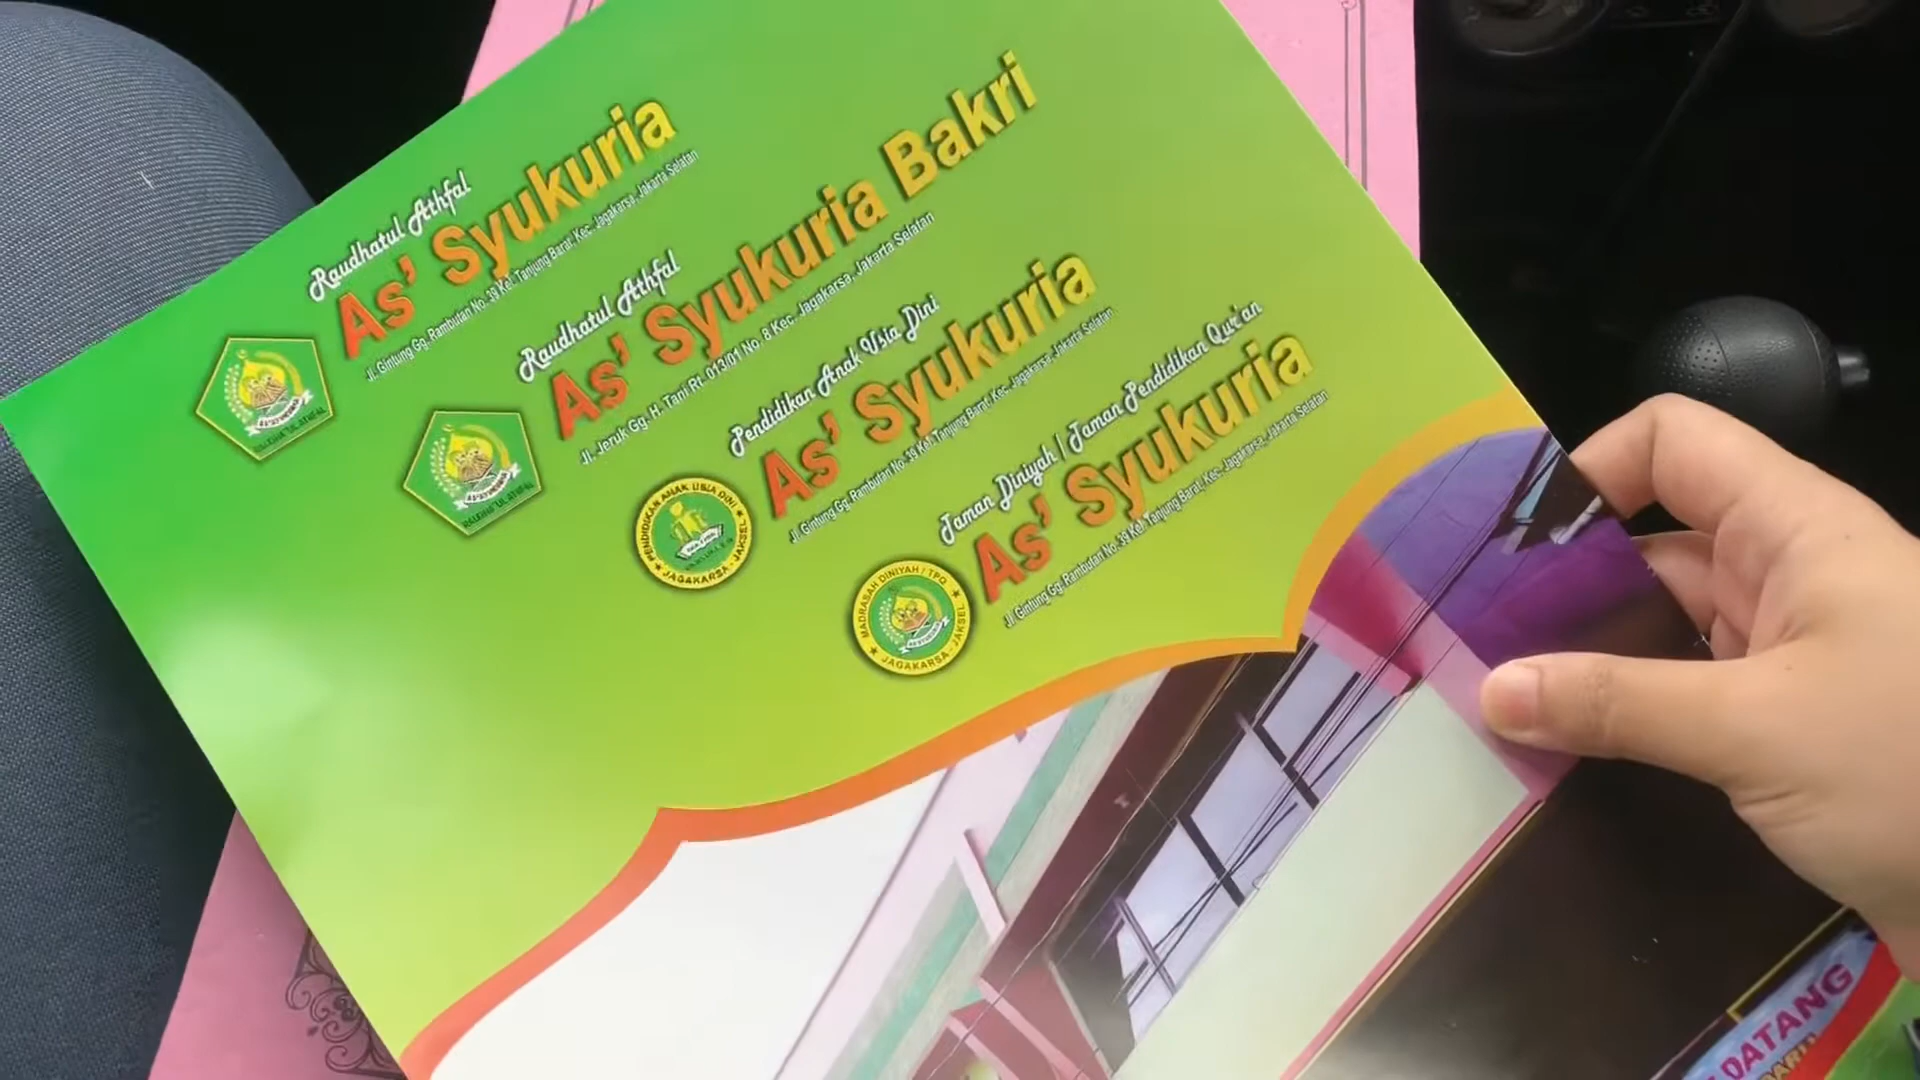 Raudhatul Athfal
As' Syukuria
Jl. Gintung Gg. Rambutan No. 39 Kel. Tanjung Barat, Kec. Jagakarsa, Jakarta Selatan
RAUDHATUL ATHFAL
Raudhatul Athfal
As' Syukuria Bakri
Jl. Jeruk Gg. H. Tani Rt. 013/01 No. 8 Kec. Jagakarsa, Jakarta Selatan
RAUDHATUL ATHFAL
Pendidikan Anak Usia Dini
As' Syukuria
Jl. Gintung Gg. Rambutan No. 39 Kel. Tanjung Barat, Kec. Jagakarsa, Jakarta Selatan
PENDIDIKAN ANAK USIA DINI
JAGAKARSA - JAKSEL
Taman Diniyah / Taman Pendidikan Qur'an
As' Syukuria
Jl. Gintung Gg. Rambutan No. 39 Kel. Tanjung Barat, Kec. Jagakarsa, Jakarta Selatan
MADRASAH DINIYAH / TPQ
JAGAKARSA - JAKSEL
DATANG